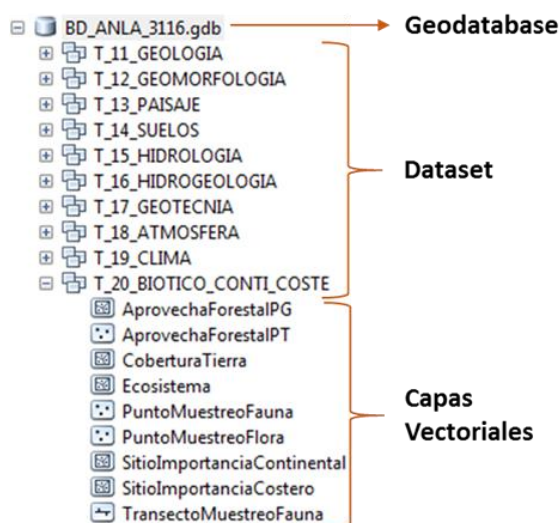 BD_ANLA_3116.gdb
Geodatabase
T_11_GEOLOGIA
T_12_GEOMORFOLOGIA
T_13_PAISAJE
T_14_SUELOS
T_15_HIDROLOGIA
T_16_HIDROGEOLOGIA
T_17_GEOTECNIA
T_18_ATMOSFERA
T_19_CLIMA
T_20_BIOTICO_CONTI_COSTE
Dataset
AprovechaForestalPG
AprovechaForestalPT
CoberturaTierra
Ecosistema
PuntoMuestreoFauna
PuntoMuestreoFlora
SitioImportanciaContinental
SitioImportanciaCostero
TransectoMuestreoFauna
Capas
Vectoriales